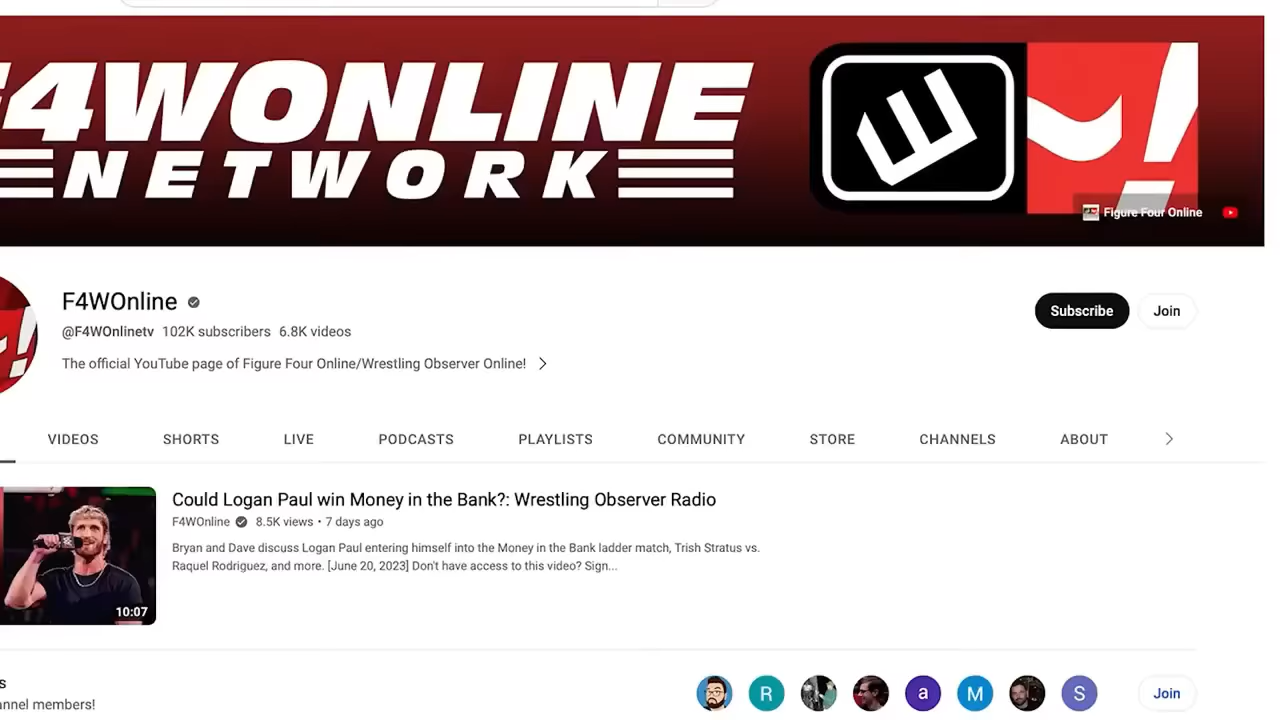 F4WONLINE
NETWORK
Figure Four Online
F4WOnline
@F4WOnlinetv 102K subscribers 6.8K videos
The official YouTube page of Figure Four Online/Wrestling Observer Online!
Subscribe
Join
VIDEOS SHORTS LIVE PODCASTS PLAYLISTS COMMUNITY STORE CHANNELS ABOUT
Could Logan Paul win Money in the Bank?: Wrestling Observer Radio
F4WOnline 8.5K views • 7 days ago
Bryan and Dave discuss Logan Paul entering himself into the Money in the Bank ladder match, Trish Stratus vs.
Raquel Rodriguez, and more. [June 20, 2023] Don't have access to this video? Sign...
10:07
R
a
M
S
Join
channel members!